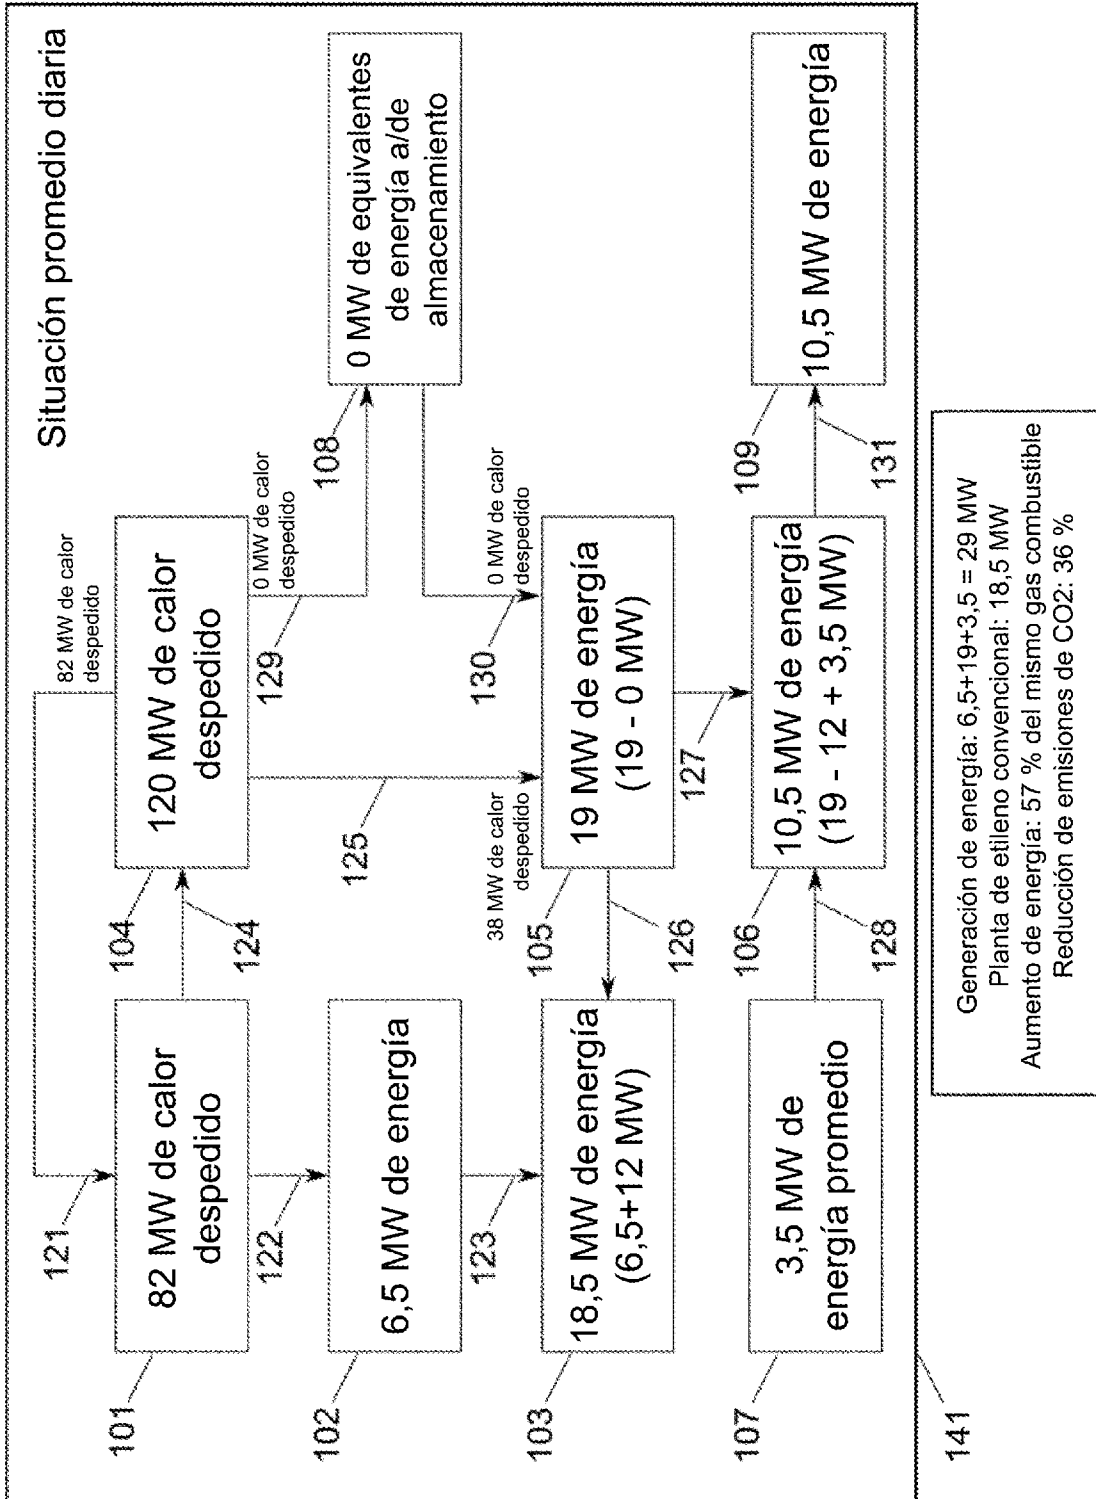 Situación promedio diaria
82 MW de calor
despedido
121
101
82 MW de calor
despedido
124
104
120 MW de calor
despedido
122
125
129
0 MW de calor
despedido
108
0 MW de equivalentes
de energía a/de
almacenamiento
102
6,5 MW de energía
123
38 MW de calor
despedido
130
0 MW de calor
despedido
103
18,5 MW de energía
(6,5+12 MW)
126
105
19 MW de energía
(19 - 0 MW)
127
107
3,5 MW de
energía promedio
128
106
10,5 MW de energía
(19 - 12 + 3,5 MW)
131
109
10,5 MW de energía
141
Generación de energía: 6,5+19+3,5 = 29 MW
Planta de etileno convencional: 18,5 MW
Aumento de energía: 57 % del mismo gas combustible
Reducción de emisiones de CO2: 36 %